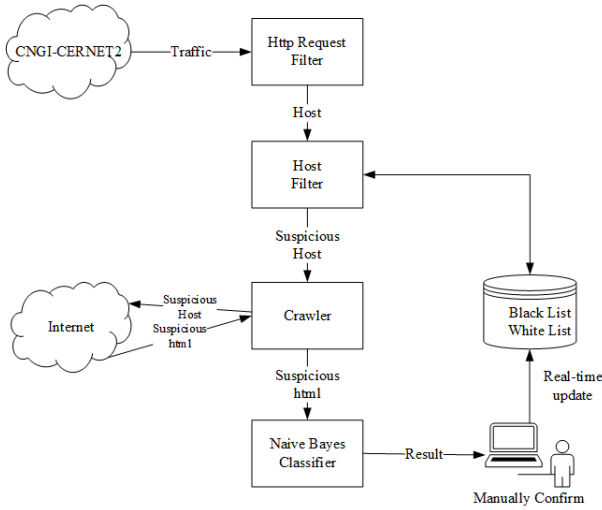 CNGI-CERNET2
Traffic
Http Request
Filter
Host
Host
Filter
Suspicious
Host
Suspicious
Host
Suspicious
html
Internet
Crawler
Black List
White List
Suspicious
html
Real-time
update
Naive Bayes
Classifier
Result
Manually Confirm